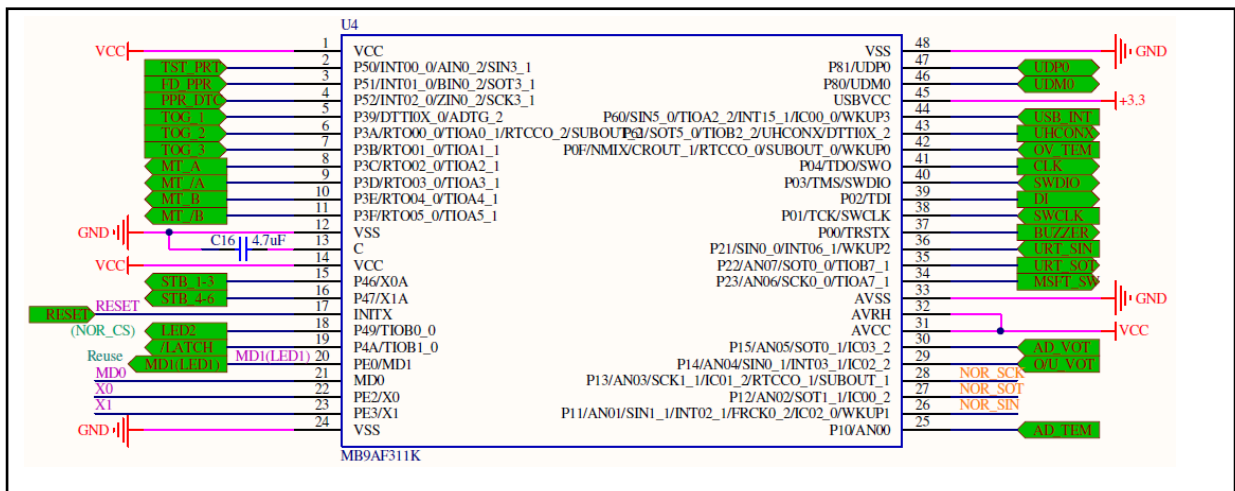 U4
VCC 1 VCC VSS 48 GND
TST_PRT 2 P50/INT00_0/AIN0_2/SIN3_1 P81/UDP0 47 UDP0
FD_PPR 3 P51/INT01_0/BIN0_2/SOT3_1 P80/UDM0 46 UDM0
PPR_DTC 4 P52/INT02_0/ZIN0_2/SCK3_1 USBVCC 45 +3.3
TOG_1 5 P39/DTTI0X_0/ADTG_2 P60/SIN5_0/TIOA2_2/INT15_1/IC00_0/WKUP3 44 USB_INT
TOG_2 6 P3A/RTO00_0/TIOA0_1/RTCCO_2/SUBOUT_2 P61/SOT5_0/TIOB2_2/UHCONX/DTTI0X_2 43 UHCONX
TOG_3 7 P3B/RTO01_0/TIOA1_1 P0F/NMIX/CROUT_1/RTCCO_0/SUBOUT_0/WKUP0 42 OV_TEM
MT_A 8 P3C/RTO02_0/TIOA2_1 P04/TDO/SWO 41 CLK
MT_/A 9 P3D/RTO03_0/TIOA3_1 P03/TMS/SWDIO 40 SWDIO
MT_B 10 P3E/RTO04_0/TIOA4_1 P02/TDI 39 DI
MT_/B 11 P3F/RTO05_0/TIOA5_1 P01/TCK/SWCLK 38 SWCLK
GND 12 VSS P00/TRSTX 37 BUZZER
C16 4.7uF 13 C P21/SIN0_0/INT06_1/WKUP2 36 URT_SIN
VCC 14 VCC P22/AN07/SOT0_0/TIOB7_1 35 URT_SOT
STB_1-3 15 P46/X0A P23/AN06/SCK0_0/TIOA7_1 34 MSFT_SW
STB_4-6 16 P47/X1A AVSS 33 GND
RESET RESET 17 INITX AVRH 32
(NOR_CS) LED2 18 P49/TIOB0_0 AVCC 31 VCC
/LATCH 19 P4A/TIOB1_0 P15/AN05/SOT0_1/IC03_2 30 AD_VOT
Reuse MD1(LED1) MD1(LED1) 20 PE0/MD1 P14/AN04/SIN0_1/INT03_1/IC02_2 29 O/U_VOT
MD0 21 MD0 P13/AN03/SCK1_1/IC01_2/RTCCO_1/SUBOUT_1 28 NOR_SCK
X0 22 PE2/X0 P12/AN02/SOT1_1/IC00_2 27 NOR_SOT
X1 23 PE3/X1 P11/AN01/SIN1_1/INT02_1/FRCK0_2/IC02_0/WKUP1 26 NOR_SIN
GND 24 VSS P10/AN00 25 AD_TEM
MB9AF311K